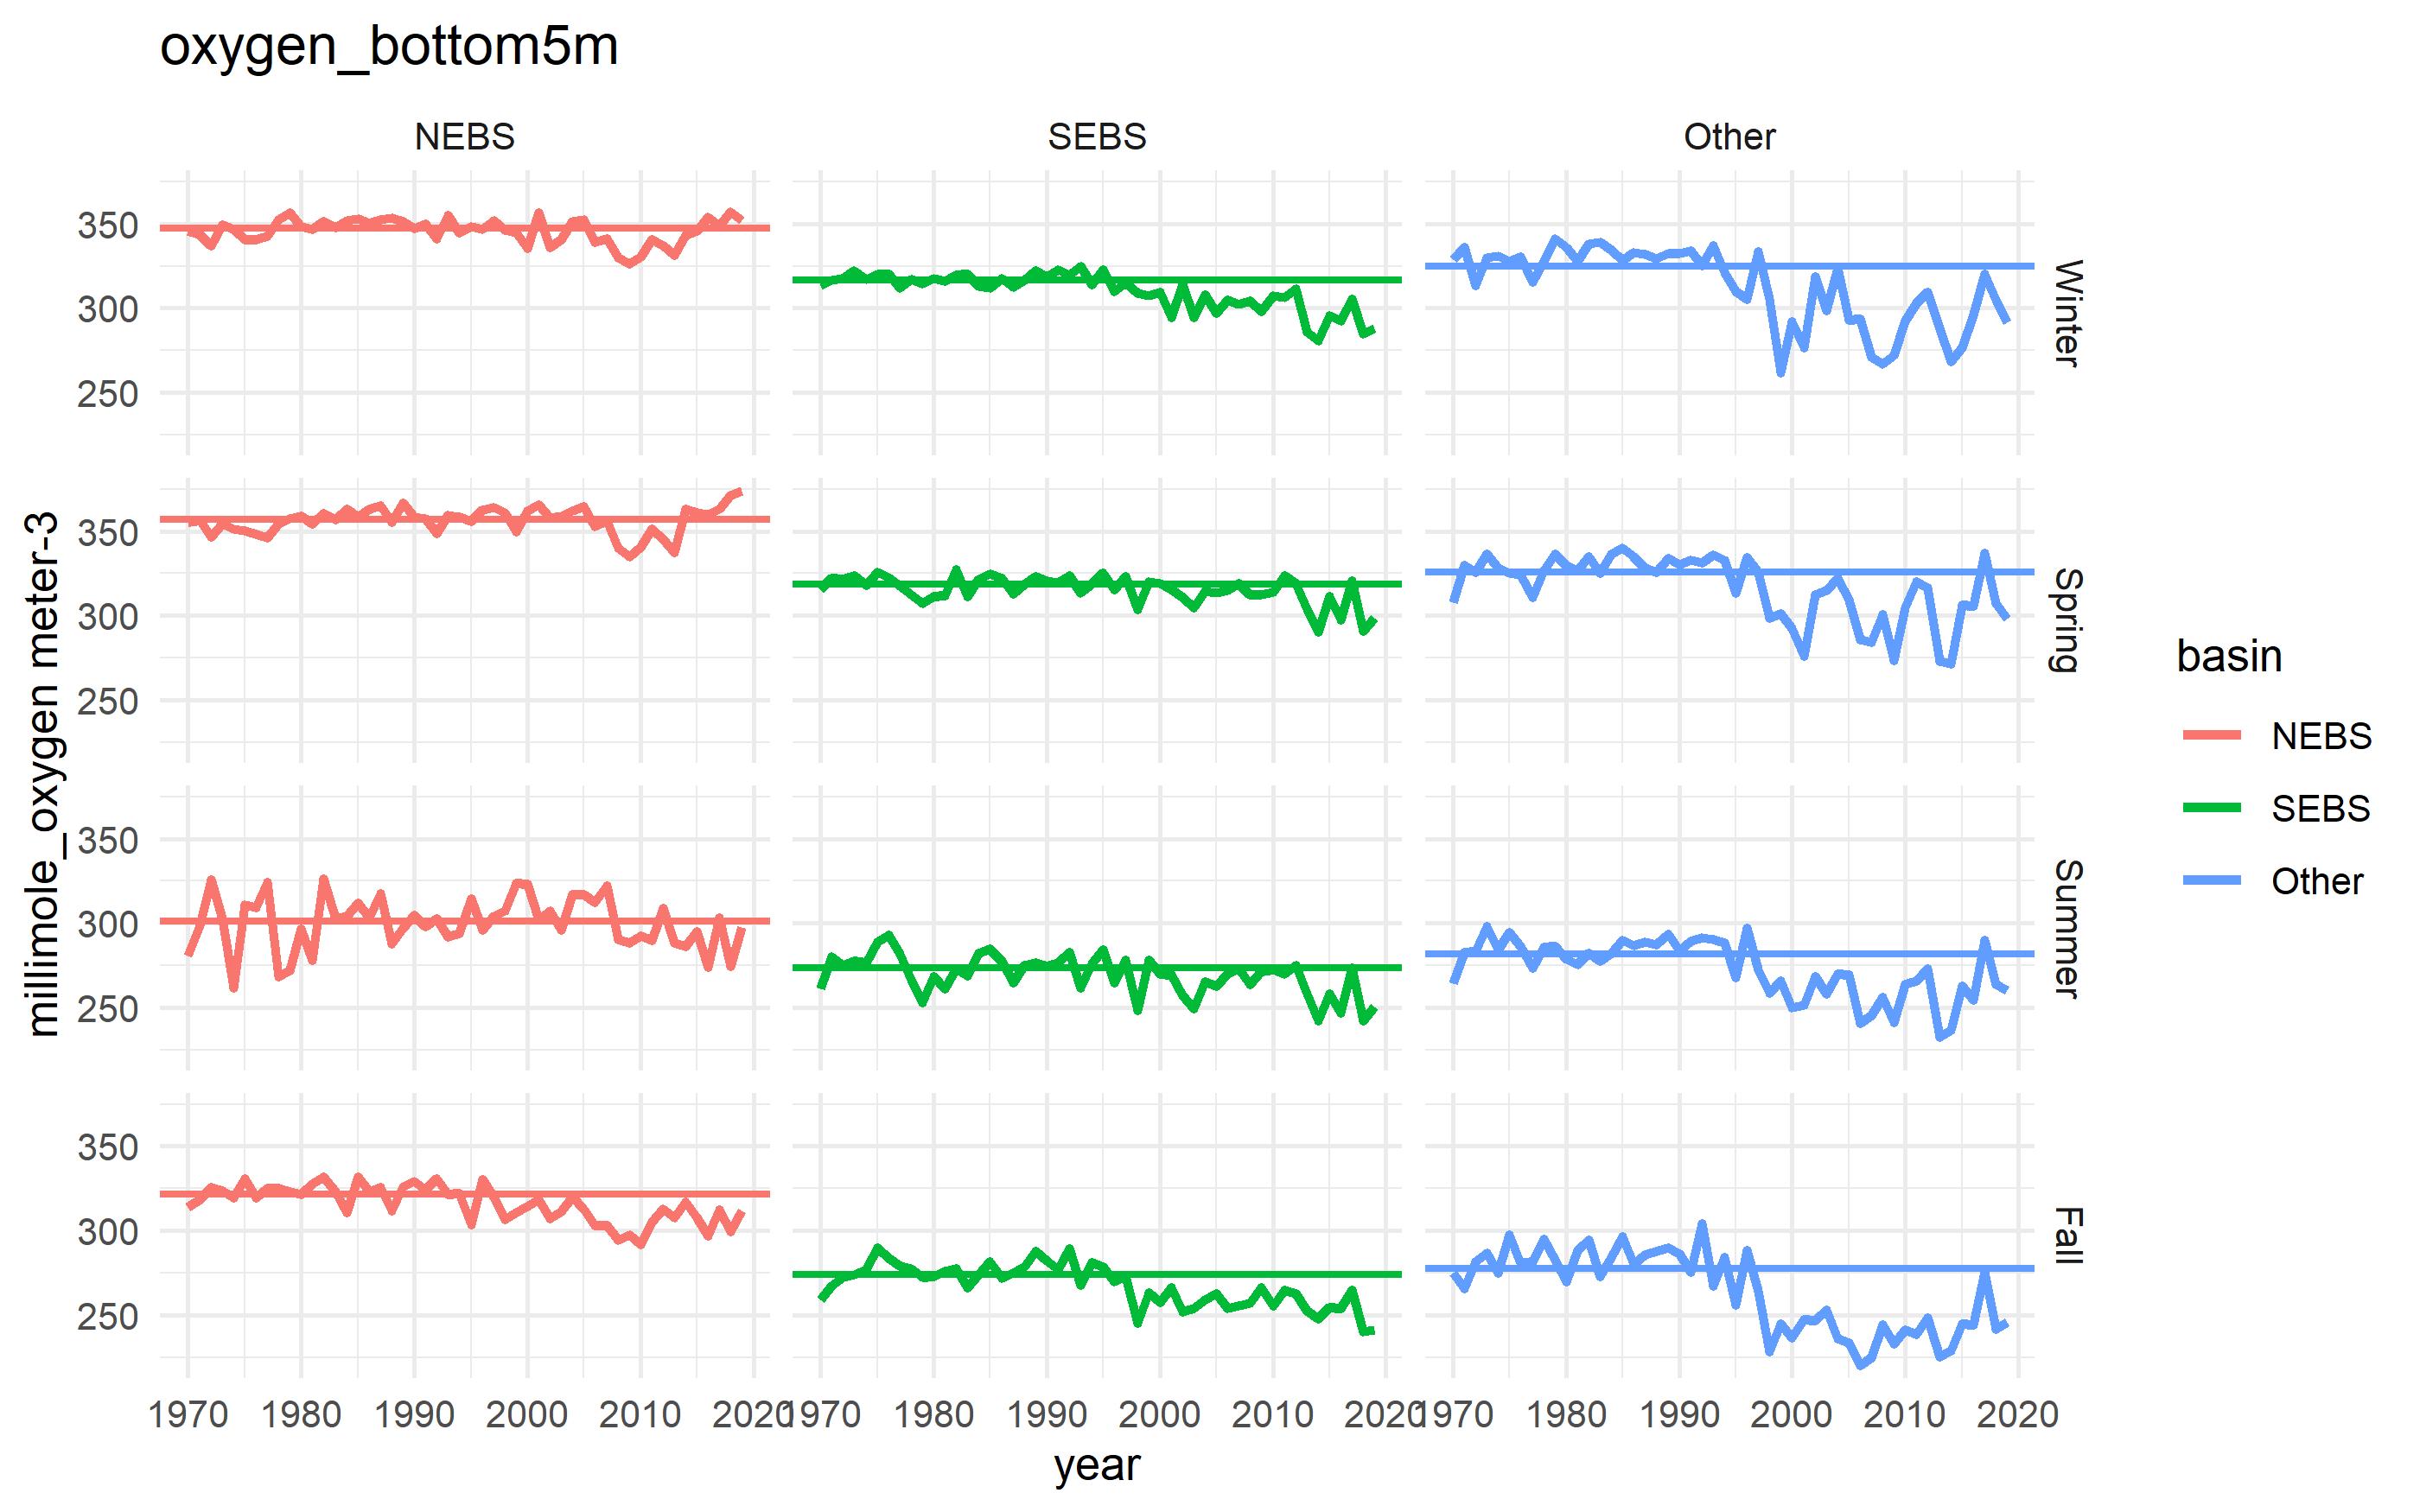 oxygen_bottom5m
NEBS SEBS Other
350
300
250
Winter
350
300
250
Spring
350
300
250
Summer
350
300
250
Fall
1970 1980 1990 2000 2010 2020 1970 1980 1990 2000 2010 2020 1970 1980 1990 2000 2010 2020
year
millimole_oxygen meter-3
basin
NEBS
SEBS
Other